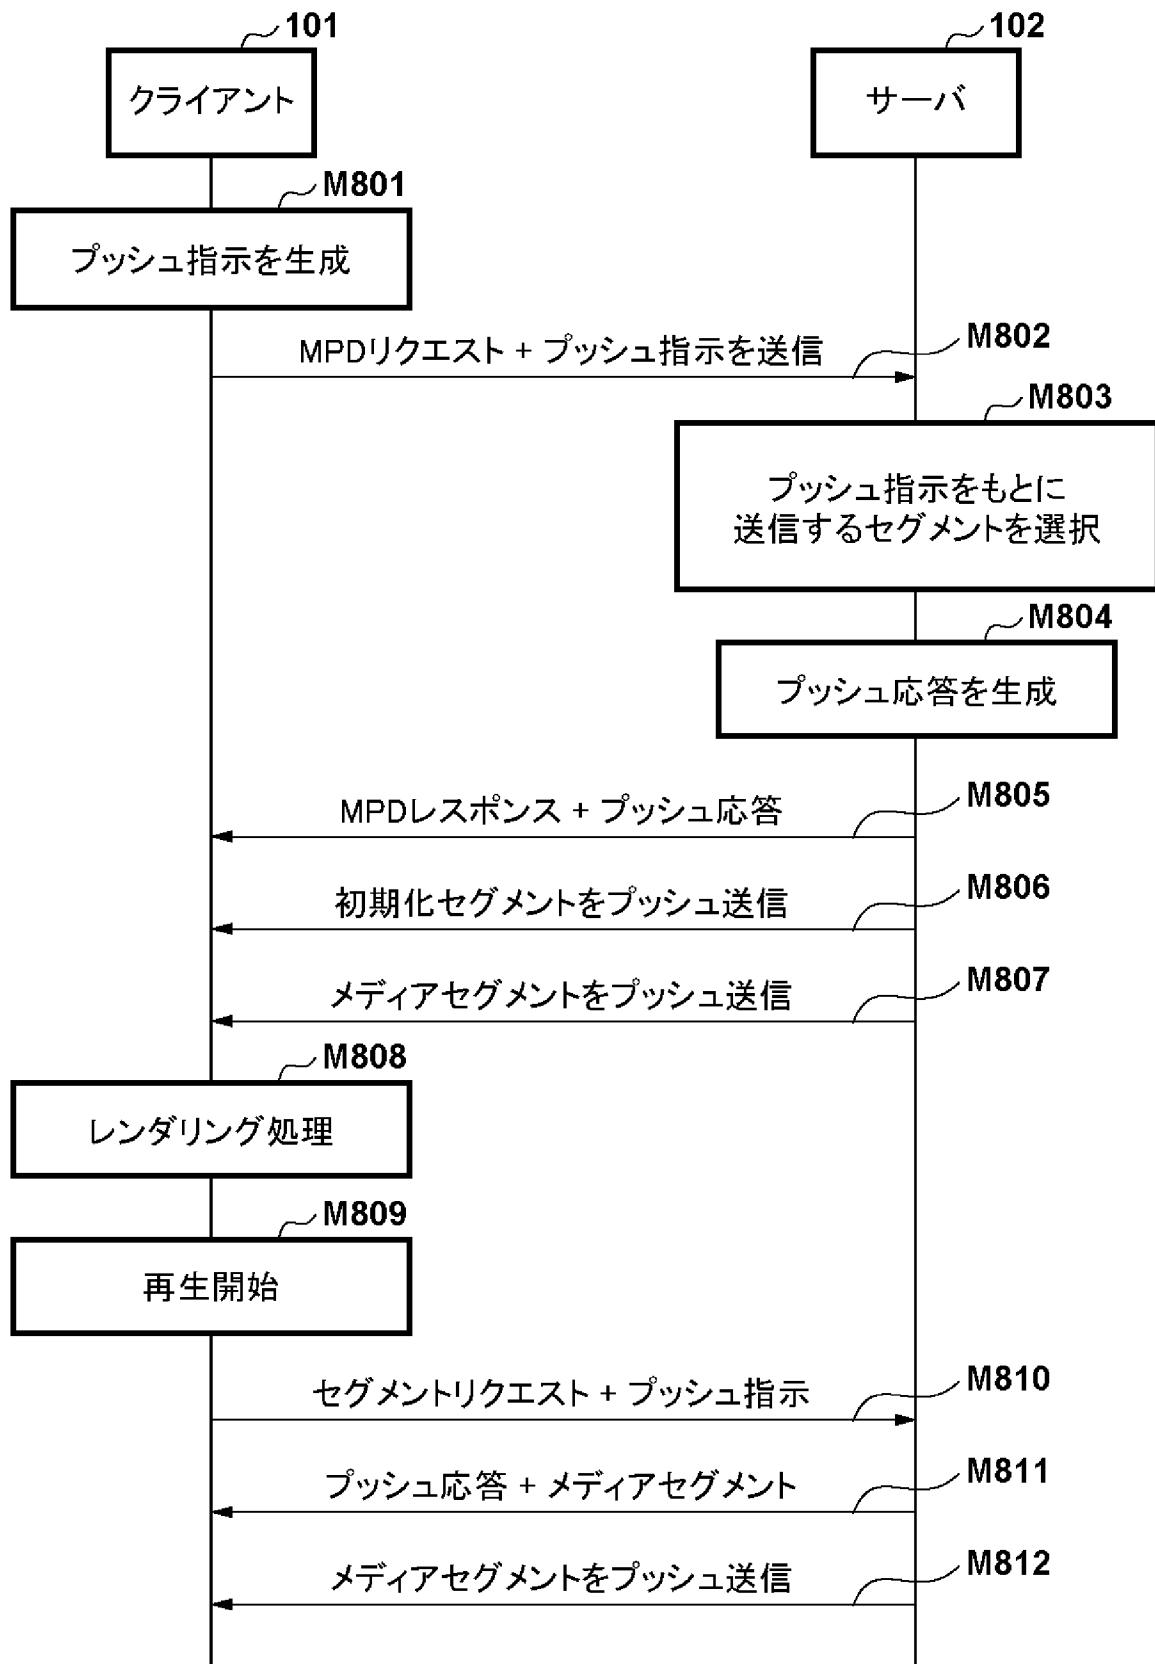 101
102
クライアント
サーバ
M801
プッシュ指示を生成
MPDリクエスト + プッシュ指示を送信
M802
M803
プッシュ指示をもとに
送信するセグメントを選択
M804
プッシュ応答を生成
MPDレスポンス + プッシュ応答
M805
初期化セグメントをプッシュ送信
M806
メディアセグメントをプッシュ送信
M807
M808
レンダリング処理
M809
再生開始
セグメントリクエスト + プッシュ指示
M810
プッシュ応答 + メディアセグメント
M811
メディアセグメントをプッシュ送信
M812